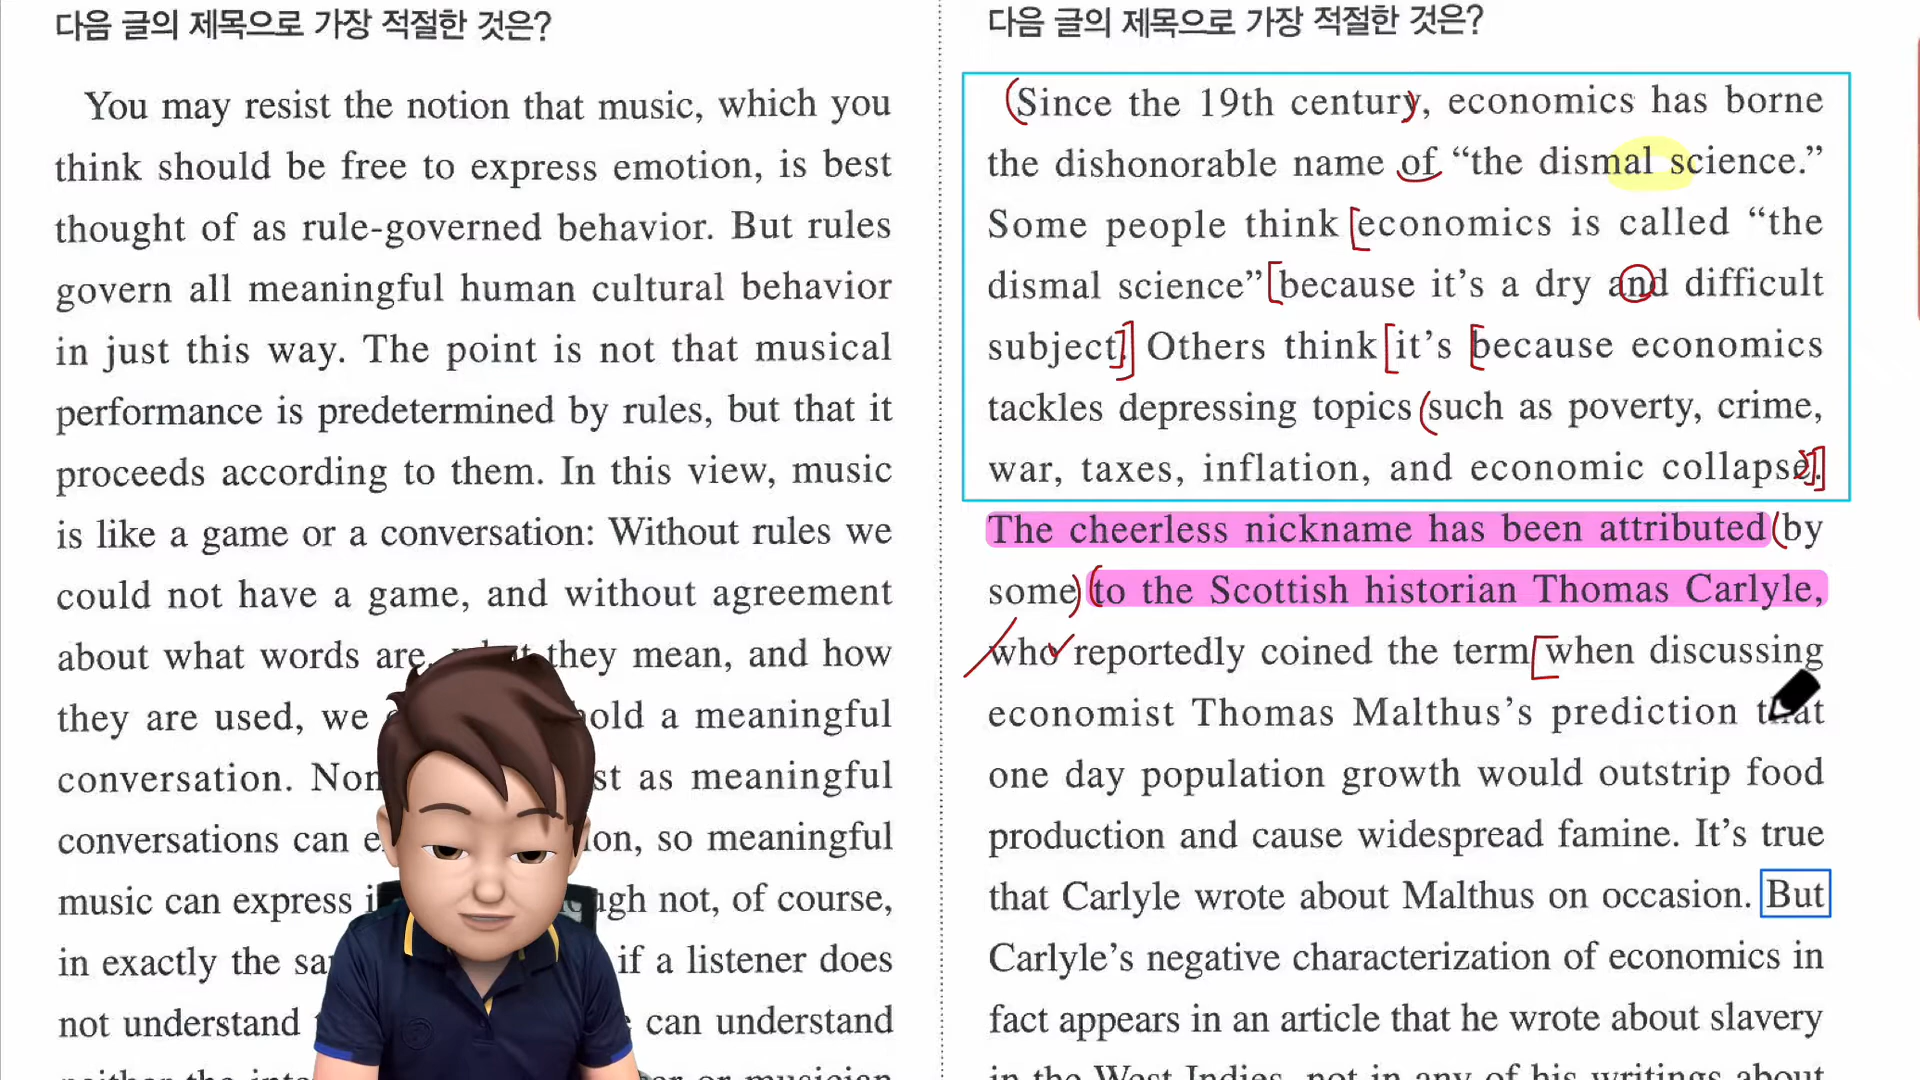 다음 글의 제목으로 가장 적절한 것은?
You may resist the notion that music, which you
think should be free to express emotion, is best
thought of as rule-governed behavior. But rules
govern all meaningful human cultural behavior
in just this way. The point is not that musical
performance is predetermined by rules, but that it
proceeds according to them. In this view, music
is like a game or a conversation: Without rules we
could not have a game, and without agreement
about what words are, what they mean, and how
they are used, we hold a meaningful
conversation. as meaningful
conversations can so meaningful
music can express not, of course,
in exactly the if a listener does
not understand can understand
다음 글의 제목으로 가장 적절한 것은?
Since the 19th century, economics has borne
the dishonorable name of “the dismal science.”
Some people think economics is called “the
dismal science” because it’s a dry and difficult
subject. Others think it’s because economics
tackles depressing topics such as poverty, crime,
war, taxes, inflation, and economic collapse.
The cheerless nickname has been attributed by
some to the Scottish historian Thomas Carlyle,
who reportedly coined the term when discussing
economist Thomas Malthus’s prediction that
one day population growth would outstrip food
production and cause widespread famine. It’s true
that Carlyle wrote about Malthus on occasion. But
Carlyle’s negative characterization of economics in
fact appears in an article that he wrote about slavery
in the West Indies, not in any of his writings about